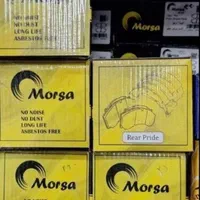 NO NOISE
NO DUST
LONG LIFE
ASBESTOS FREE
Morsa
Morsa
NO NOISE
NO DUST
LONG LIFE
ASBESTOS FREE
Rear Pride
Morsa
Morsa